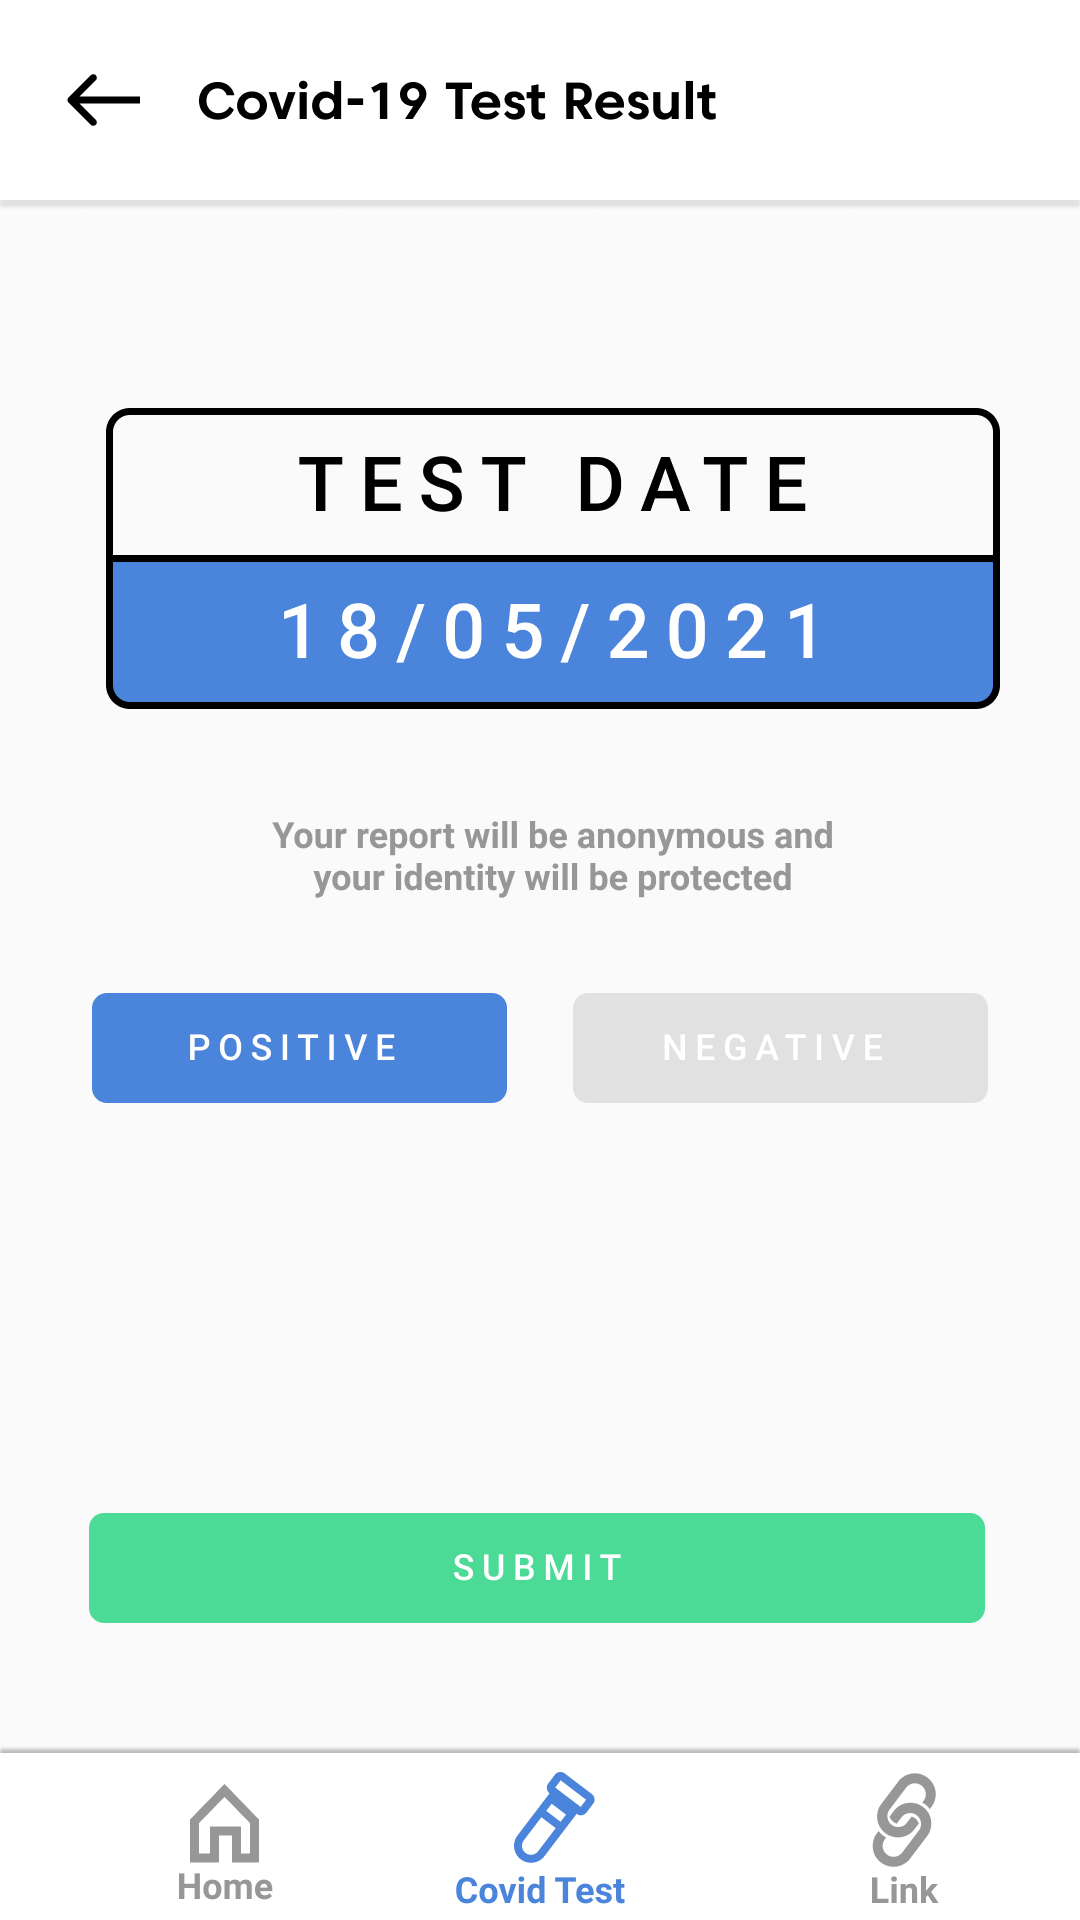 Covid-19 Test Result
TEST DATE
18/05/2021
Your report will be anonymous and
your identity will be protected
POSITIVE
NEGATIVE
SUBMIT
Home
Covid Test
Link